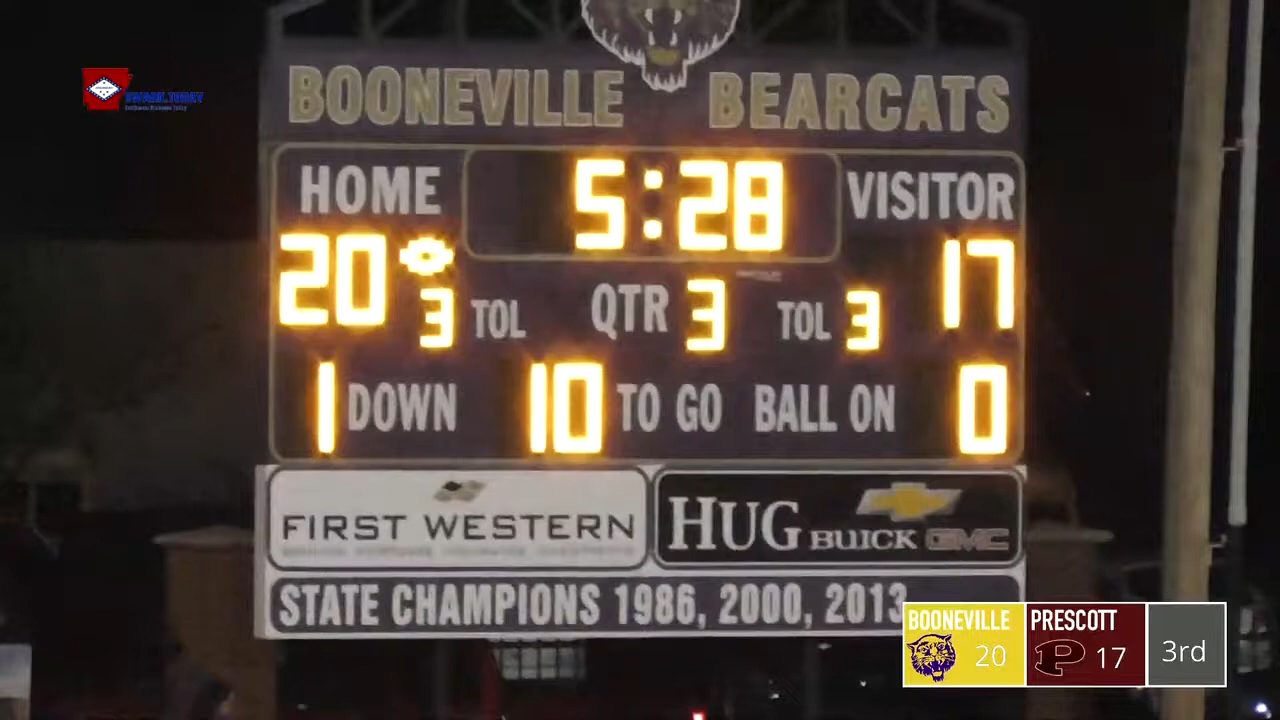 BOONEVILLE BEARCATS
HOME 5:28 VISITOR
20 3 TOL QTR 3 TOL 3 17
1 DOWN 10 TO GO BALL ON 0
FIRST WESTERN
HUG BUICK GMC
STATE CHAMPIONS 1986, 2000, 2013
BOONEVILLE 20 PRESCOTT P 17 3rd